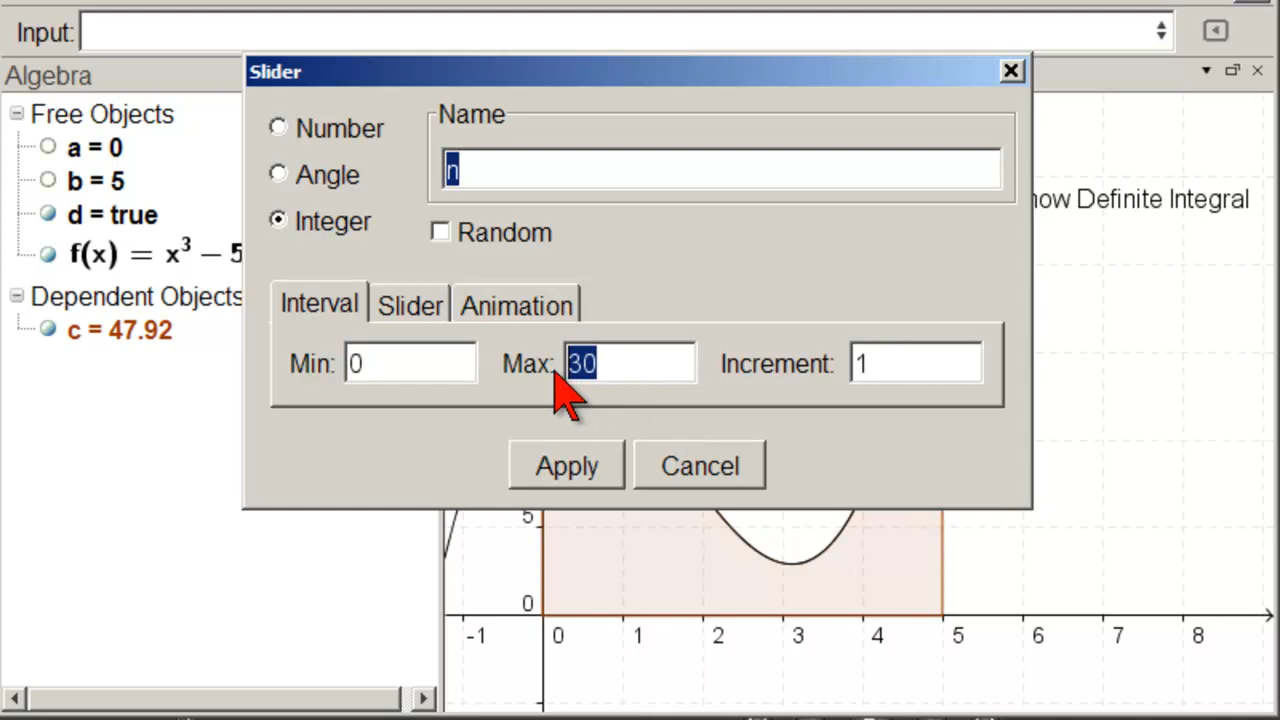 Input:
Algebra
Free Objects
a = 0
b = 5
d = true
f(x) = x³ − 5
Dependent Objects
c = 47.92
Slider
Number
Angle
Integer
Name
n
Random
Interval Slider Animation
Min: 0 Max: 30 Increment: 1
Apply Cancel
Definite Integral
5
0
-1 0 1 2 3 4 5 6 7 8